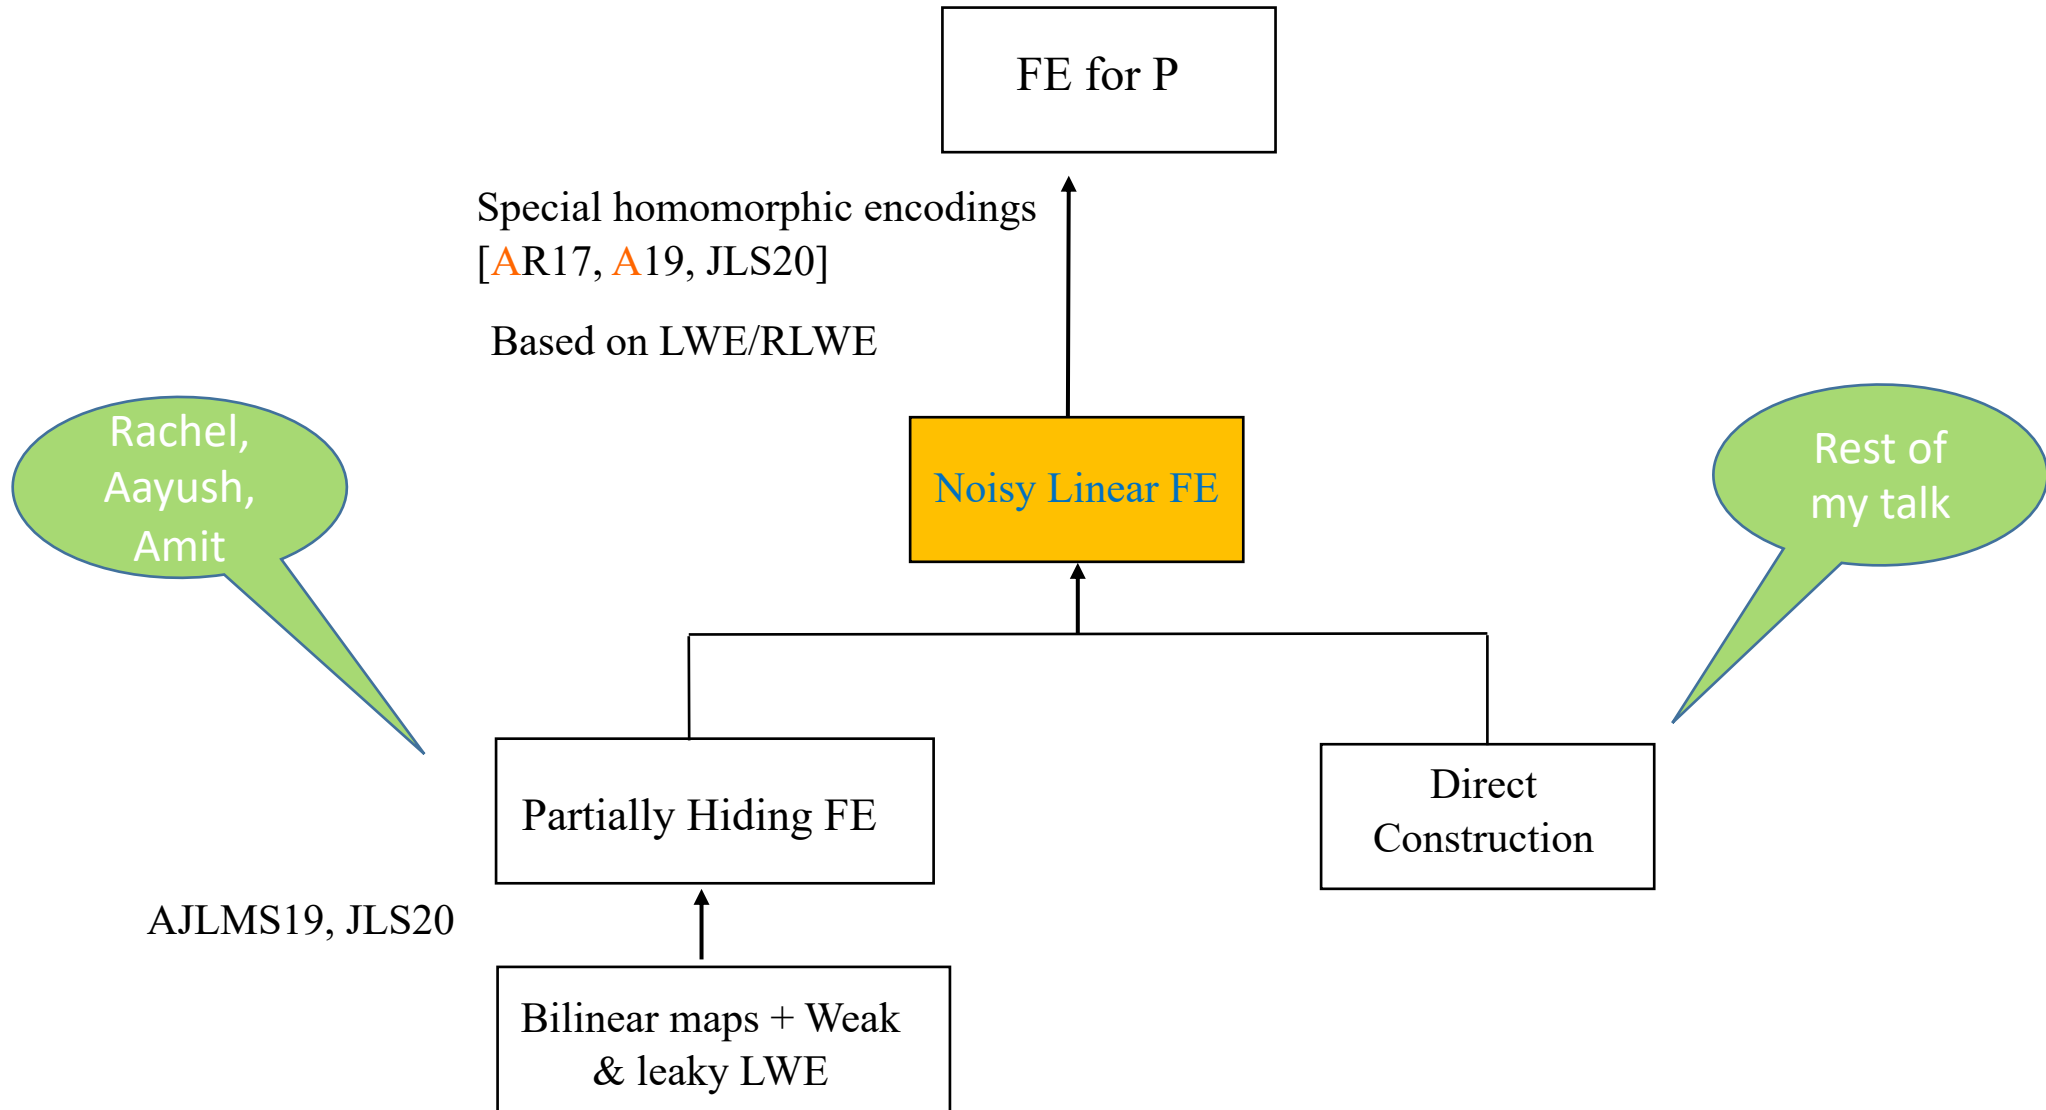 FE for P
Special homomorphic encodings
[AR17, A19, JLS20]
Based on LWE/RLWE
Rachel,
Aayush,
Amit
Noisy Linear FE
Rest of
my talk
Partially Hiding FE
Direct
Construction
AJLMS19, JLS20
Bilinear maps + Weak
& leaky LWE